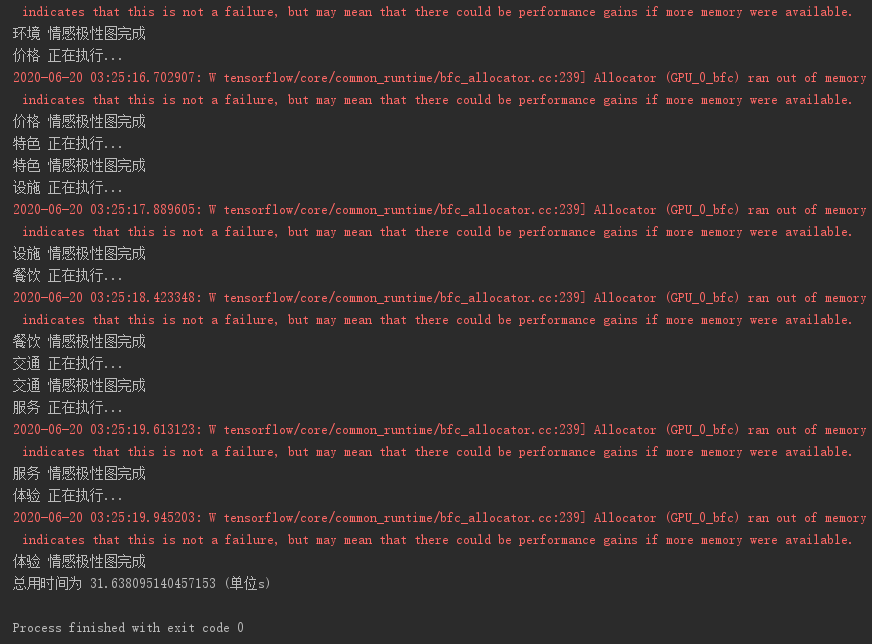 indicates that this is not a failure, but may mean that there could be performance gains if more memory were available.
环境 情感极性图完成
价格 正在执行...
2020-06-20 03:25:16.702907: W tensorflow/core/common_runtime/bfc_allocator.cc:239] Allocator (GPU_0_bfc) ran out of memory
indicates that this is not a failure, but may mean that there could be performance gains if more memory were available.
价格 情感极性图完成
特色 正在执行...
特色 情感极性图完成
设施 正在执行...
2020-06-20 03:25:17.889605: W tensorflow/core/common_runtime/bfc_allocator.cc:239] Allocator (GPU_0_bfc) ran out of memory
indicates that this is not a failure, but may mean that there could be performance gains if more memory were available.
设施 情感极性图完成
餐饮 正在执行...
2020-06-20 03:25:18.423348: W tensorflow/core/common_runtime/bfc_allocator.cc:239] Allocator (GPU_0_bfc) ran out of memory
indicates that this is not a failure, but may mean that there could be performance gains if more memory were available.
餐饮 情感极性图完成
交通 正在执行...
交通 情感极性图完成
服务 正在执行...
2020-06-20 03:25:19.613123: W tensorflow/core/common_runtime/bfc_allocator.cc:239] Allocator (GPU_0_bfc) ran out of memory
indicates that this is not a failure, but may mean that there could be performance gains if more memory were available.
服务 情感极性图完成
体验 正在执行...
2020-06-20 03:25:19.945203: W tensorflow/core/common_runtime/bfc_allocator.cc:239] Allocator (GPU_0_bfc) ran out of memory
indicates that this is not a failure, but may mean that there could be performance gains if more memory were available.
体验 情感极性图完成
总用时间为 31.638095140457153 (单位s)
Process finished with exit code 0